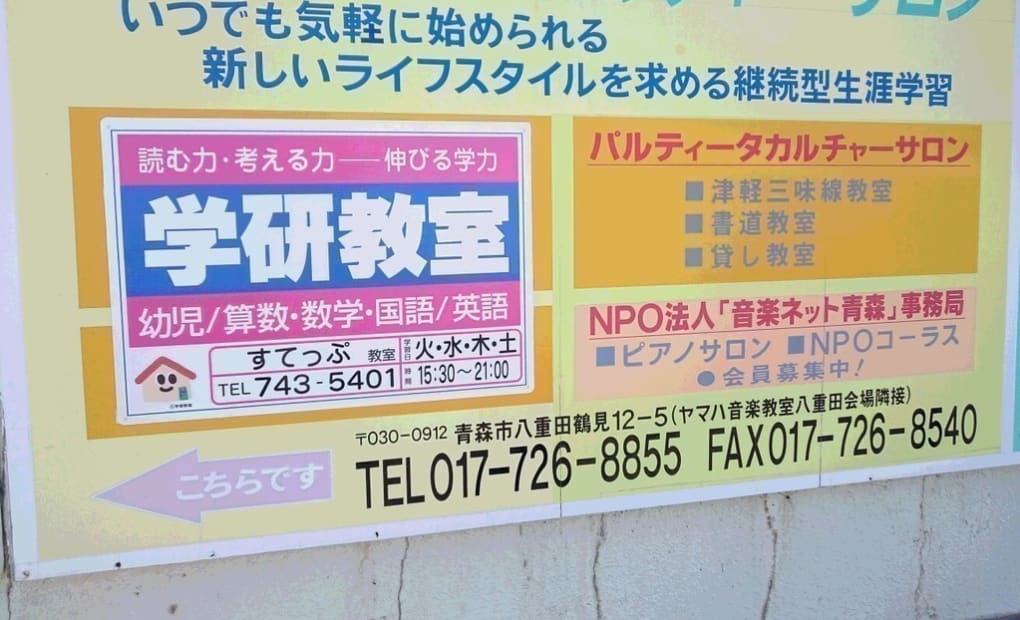 いつでも気軽に始められる
新しいライフスタイルを求める継続型生涯学習
読む力・考える力──伸びる学力
学研教室
幼児/算数・数学・国語/英語
すてっぷ 教室
TEL 743-5401
学習日 火・水・木・土
時間 15:30〜21:00
パルティータカルチャーサロン
■津軽三味線教室
■書道教室
■貸し教室
NPO法人「音楽ネット青森」事務局
■ピアノサロン ■NPOコーラス
●会員募集中!
〒030-0912 青森市八重田鶴見12-5(ヤマハ音楽教室八重田会場隣接)
TEL017-726-8855 FAX017-726-8540
こちらです